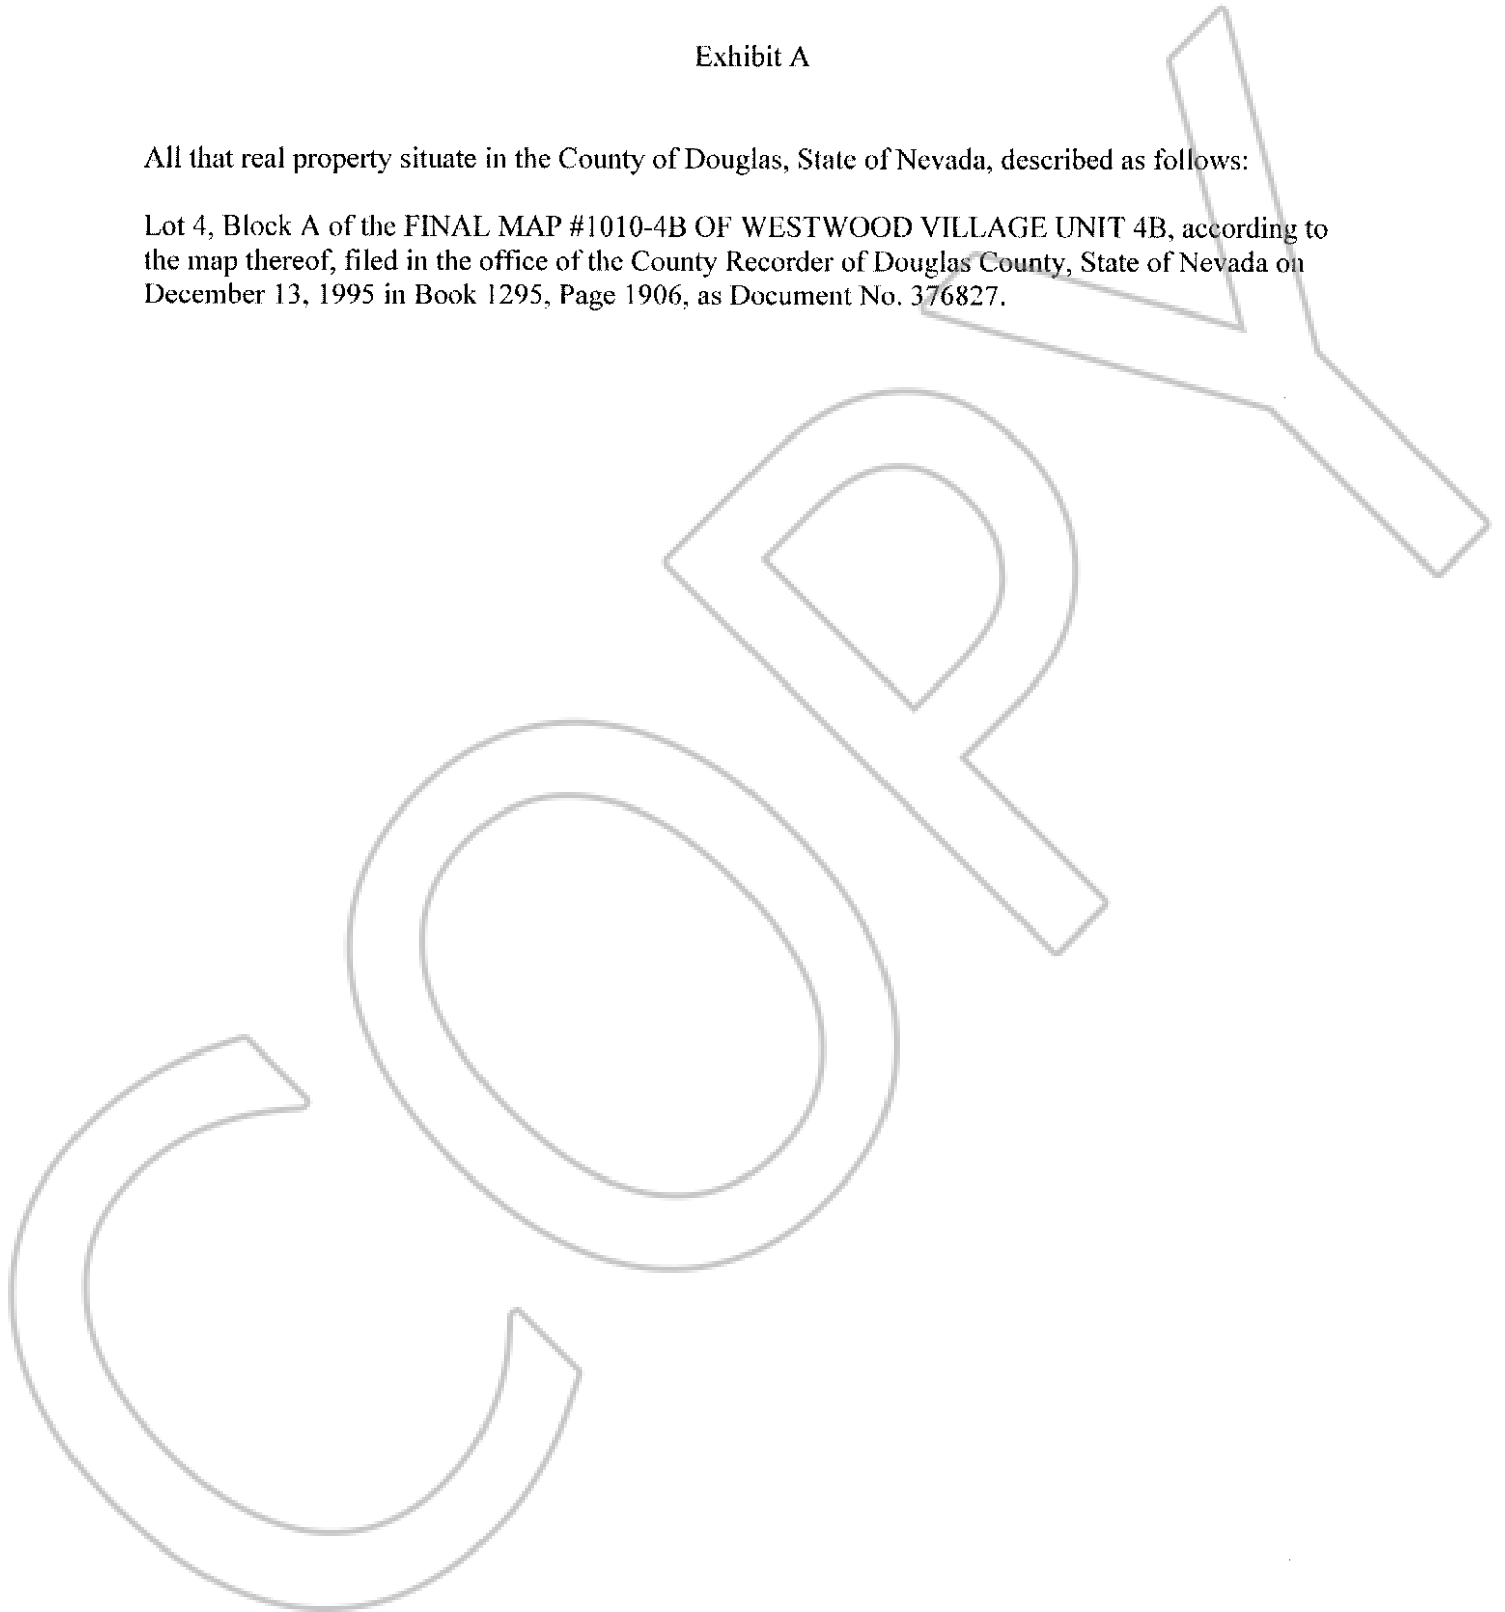 Exhibit A
All that real property situate in the County of Douglas, State of Nevada, described as follows:
Lot 4, Block A of the FINAL MAP #1010-4B OF WESTWOOD VILLAGE UNIT 4B, according to
the map thereof, filed in the office of the County Recorder of Douglas County, State of Nevada on
December 13, 1995 in Book 1295, Page 1906, as Document No. 376827.
COPY